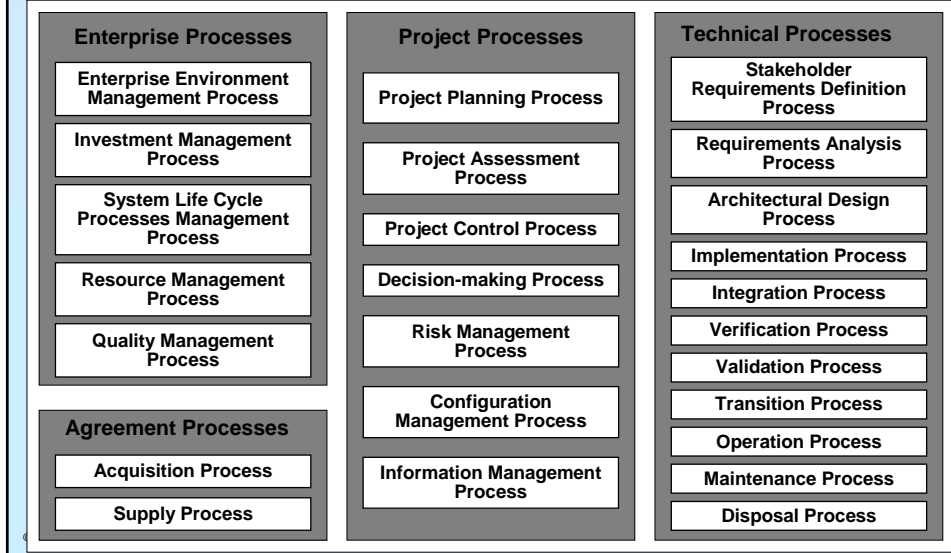 Enterprise Processes
Enterprise Environment
Management Process
Investment Management
Process
System Life Cycle
Processes Management
Process
Resource Management
Process
Quality Management
Process
Agreement Processes
Acquisition Process
Supply Process
Project Processes
Project Planning Process
Project Assessment
Process
Project Control Process
Decision-making Process
Risk Management
Process
Configuration
Management Process
Information Management
Process
Technical Processes
Stakeholder
Requirements Definition
Process
Requirements Analysis
Process
Architectural Design
Process
Implementation Process
Integration Process
Verification Process
Validation Process
Transition Process
Operation Process
Maintenance Process
Disposal Process